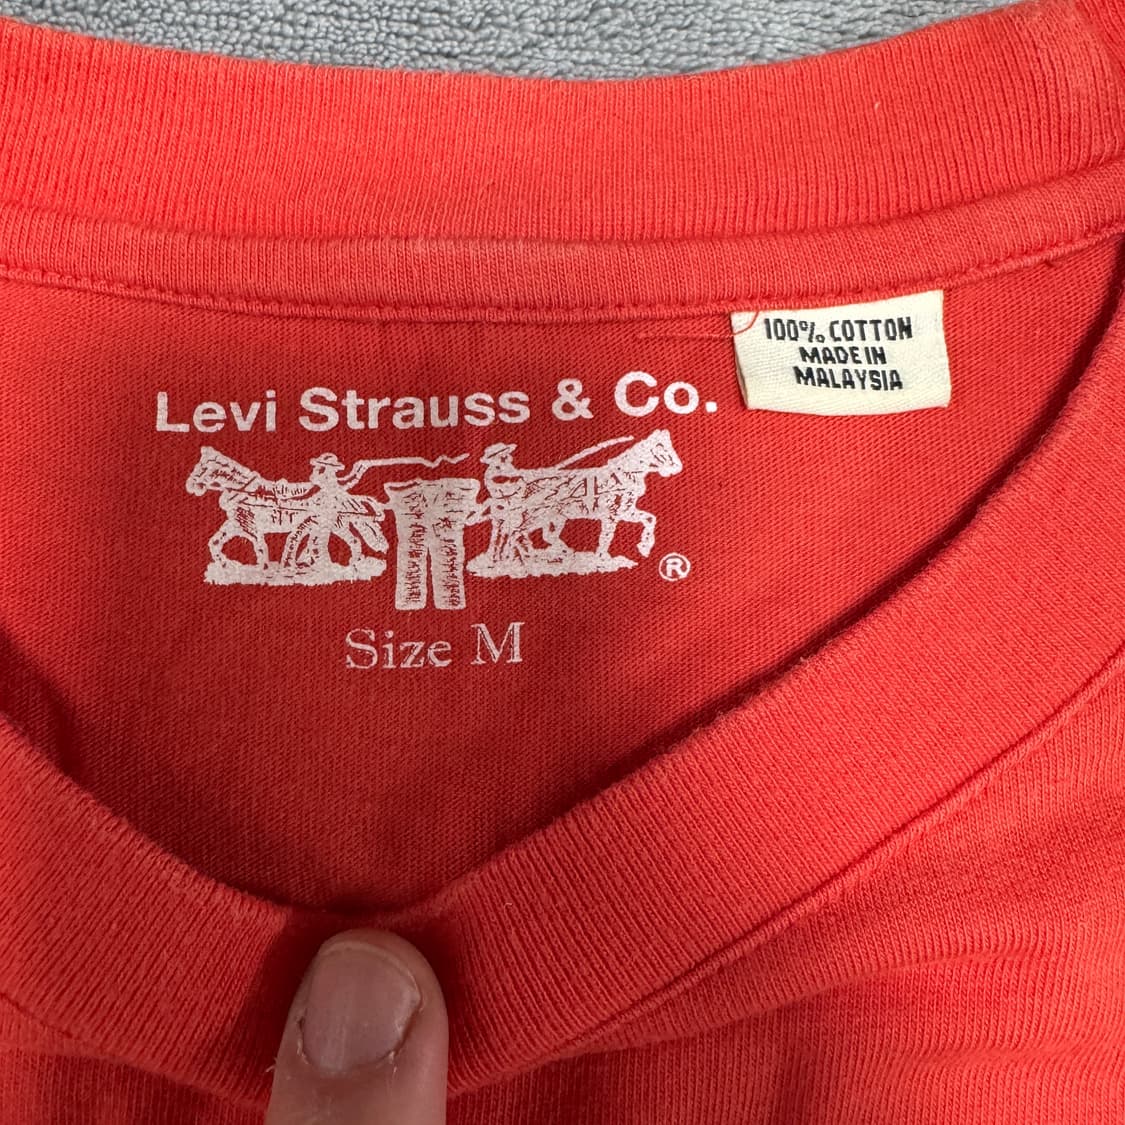 Levi Strauss & Co.
®
Size M
100% COTTON
MADE IN
MALAYSIA